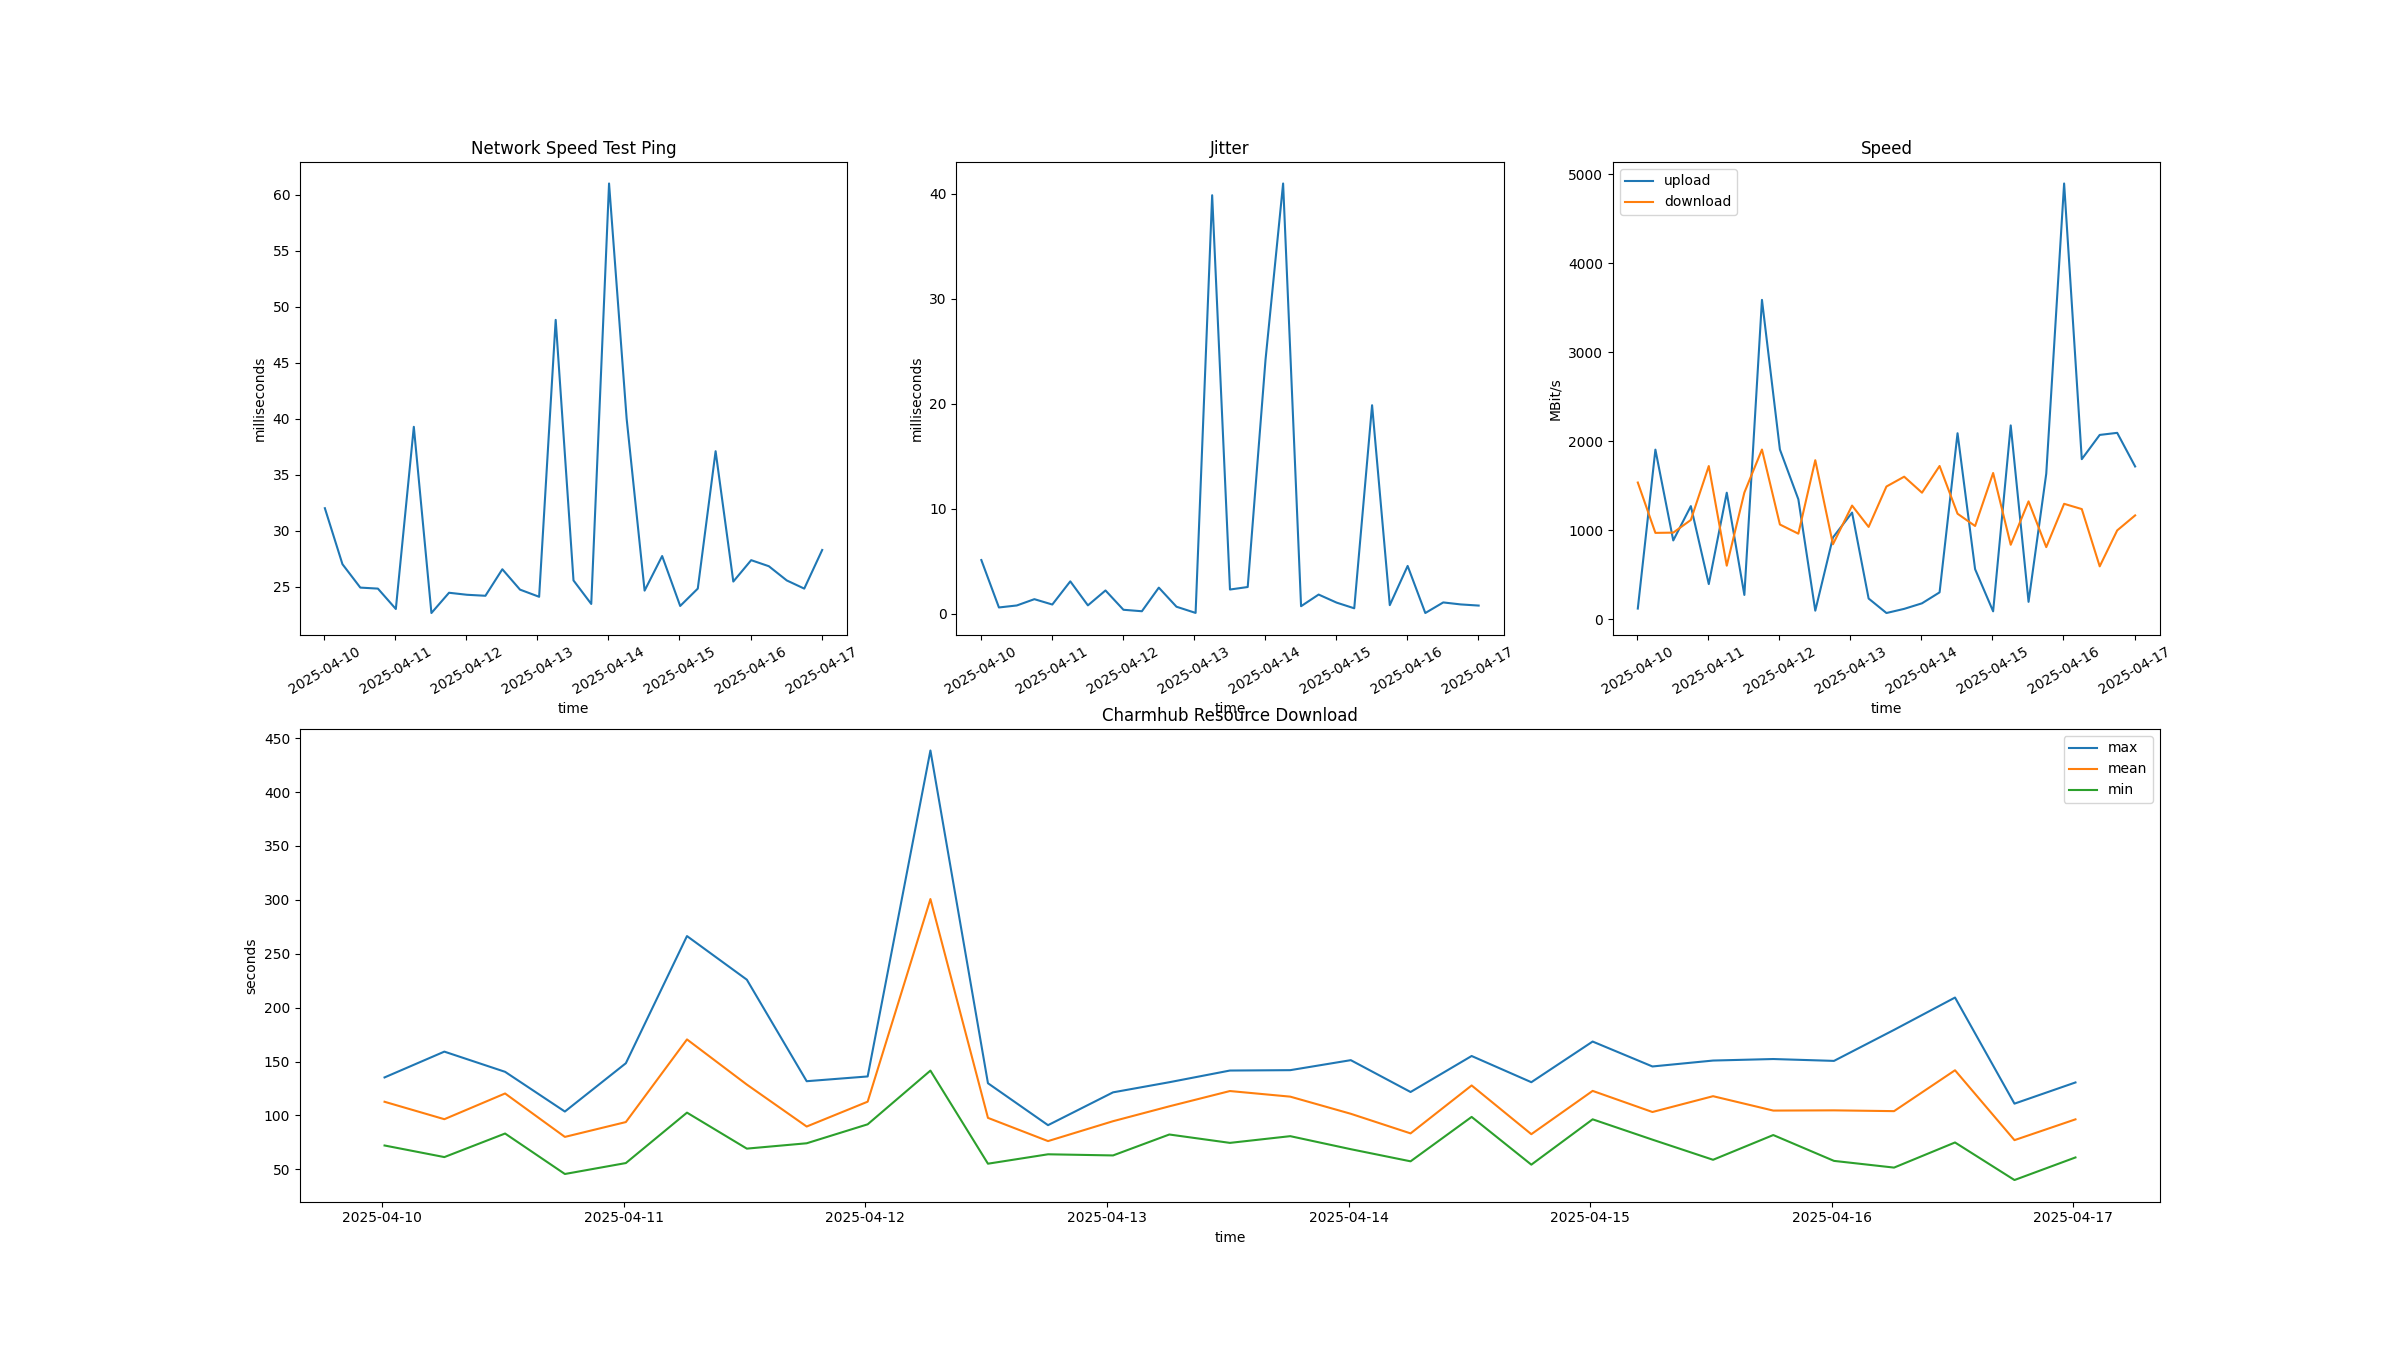 Network Speed Test Ping
60
55
50
45
40
35
30
25
milliseconds
2025-04-10 2025-04-11 2025-04-12 2025-04-13 2025-04-14 2025-04-15 2025-04-16 2025-04-17
time
Jitter
40
30
20
10
0
milliseconds
2025-04-10 2025-04-11 2025-04-12 2025-04-13 2025-04-14 2025-04-15 2025-04-16 2025-04-17
time
Speed
upload
download
5000
4000
3000
2000
1000
0
MBit/s
2025-04-10 2025-04-11 2025-04-12 2025-04-13 2025-04-14 2025-04-15 2025-04-16 2025-04-17
time
Charmhub Resource Download
max
mean
min
450
400
350
300
250
200
150
100
50
seconds
2025-04-10 2025-04-11 2025-04-12 2025-04-13 2025-04-14 2025-04-15 2025-04-16 2025-04-17
time